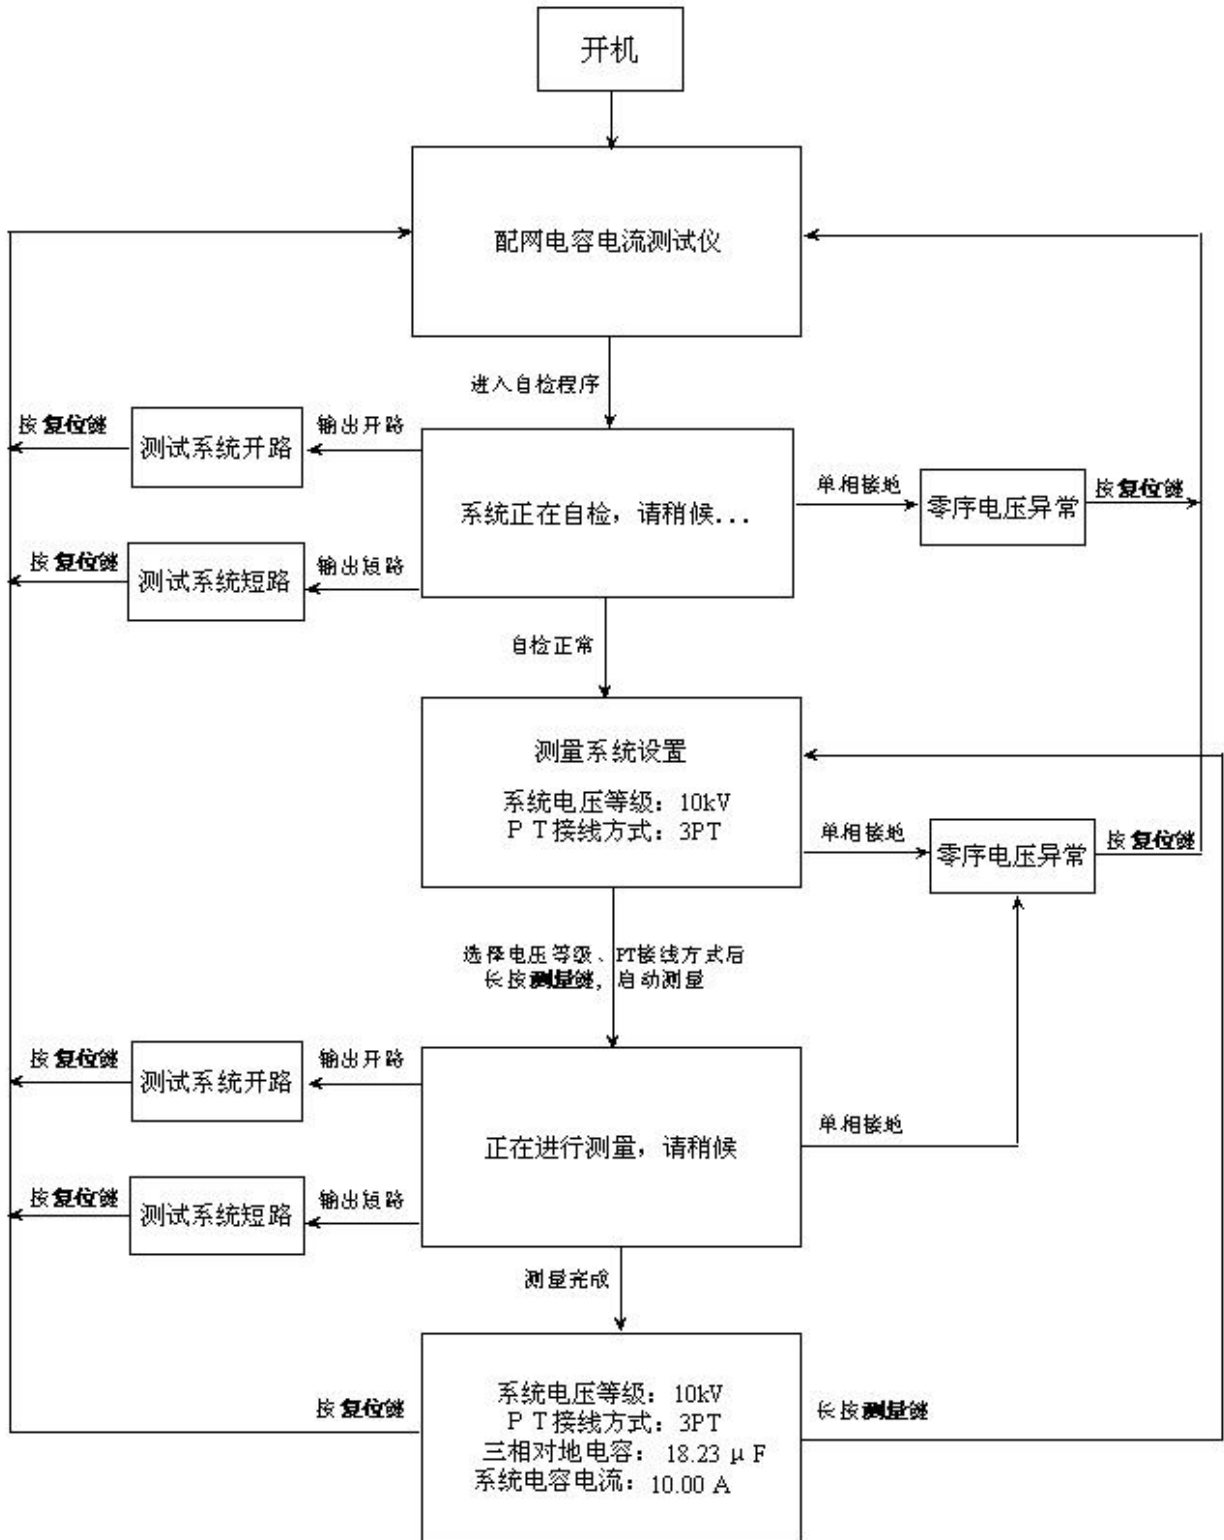 开机
配网电容电流测试仪
进入自检程序
按复位键
测试系统开路
输出开路
系统正在自检，请稍候...
单相接地
零序电压异常
按复位键
按复位键
测试系统短路
输出短路
自检正常
测量系统设置
系统电压等级：10kV
ＰＴ接线方式：3PT
单相接地
零序电压异常
按复位键
选择电压等级、PT接线方式后
长按测量键，启动测量
按复位键
测试系统开路
输出开路
正在进行测量，请稍候
单相接地
按复位键
测试系统短路
输出短路
测量完成
按复位键
系统电压等级：10kV
ＰＴ接线方式：3PT
三相对地电容：18.23 μ F
系统电容电流：10.00 A
长按测量键